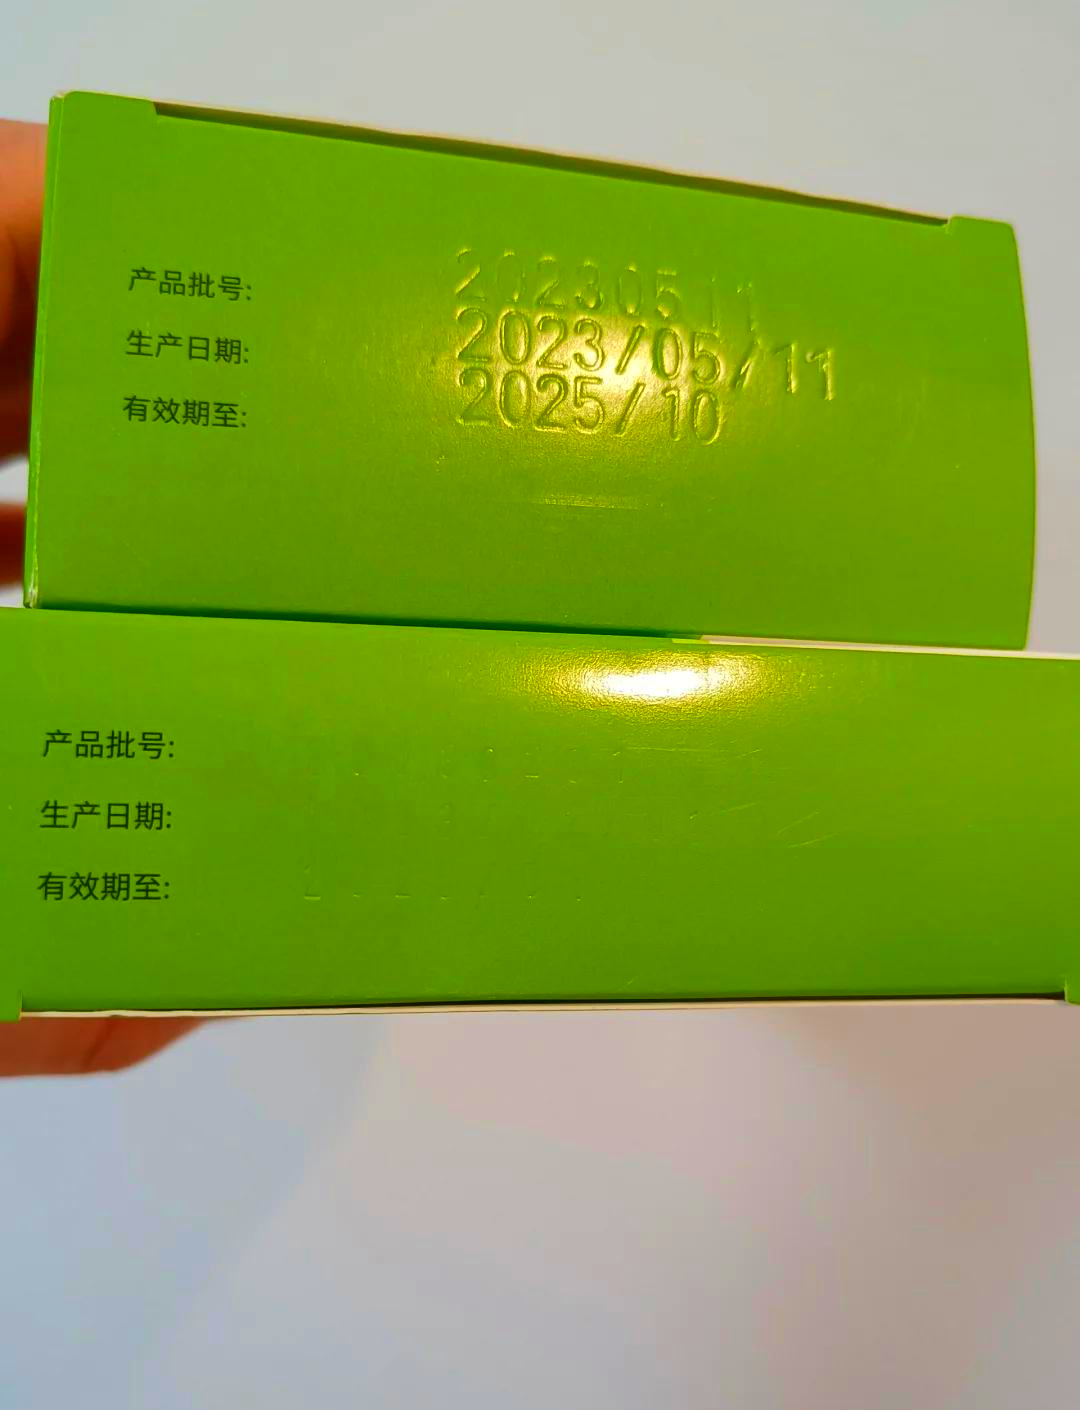 产品批号: 20230511
生产日期: 2023/05/11
有效期至: 2025/10
产品批号:
生产日期:
有效期至: